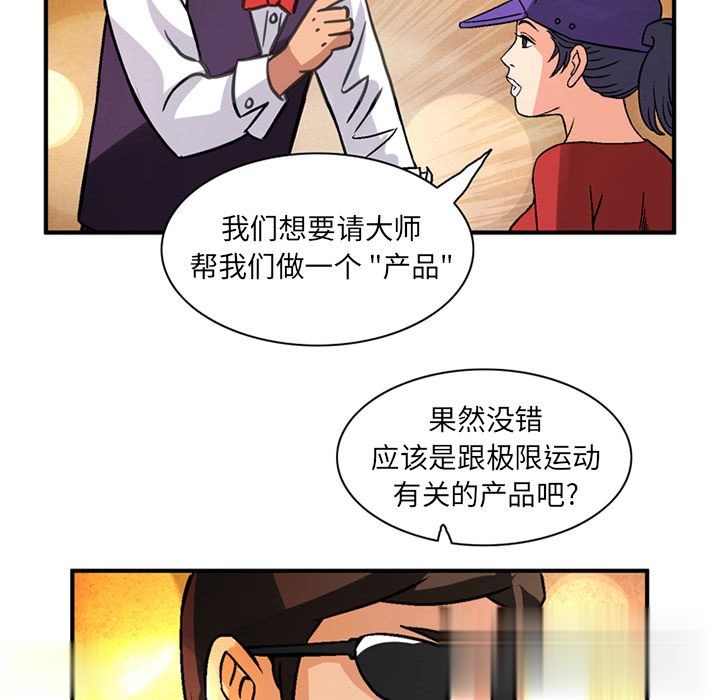 我们想要请大师
帮我们做一个 "产品"
果然没错
应该是跟极限运动
有关的产品吧?